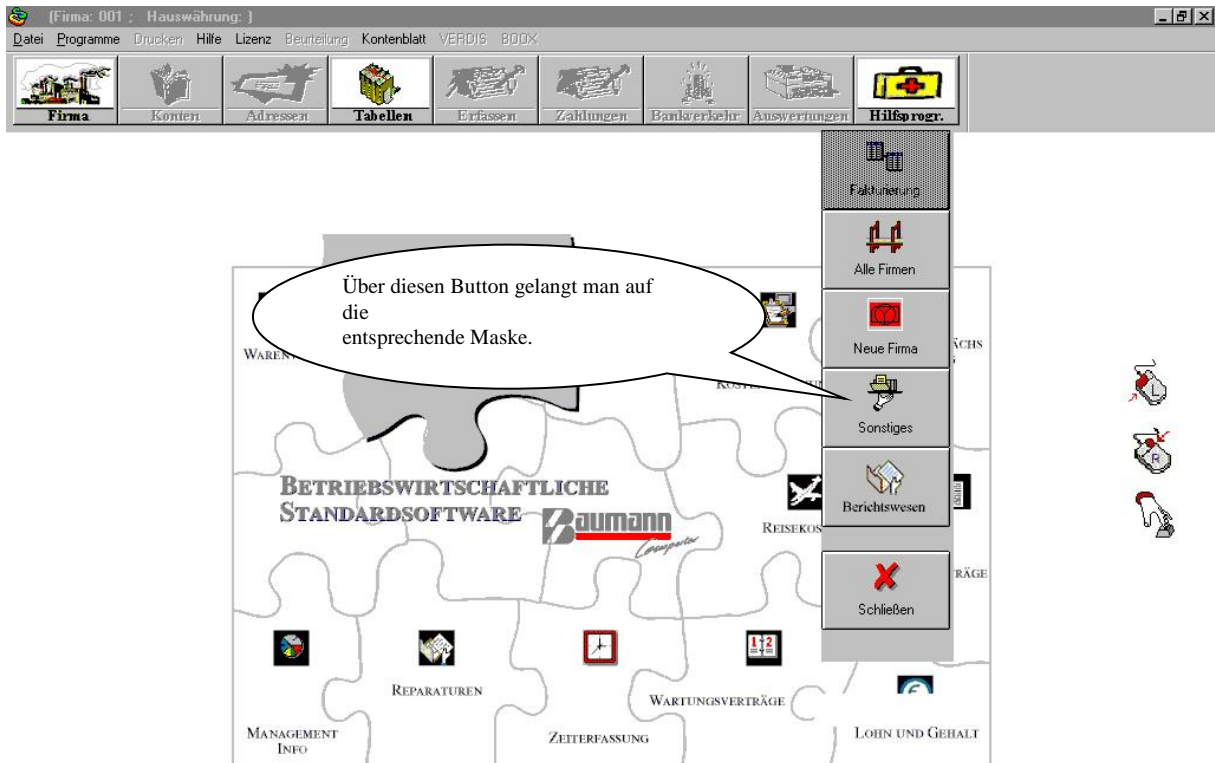 (Firma: 001 ; Hauswährung: )
Datei Programme Drucken Hilfe Lizenz Beurteilung Kontenblatt VERDIS BOOX
Firma Konten Adressen Tabellen Erfassen Zahlungen Bankverkehr Auswertungen Hilfsprogr.
Fakturierung
Alle Firmen
Neue Firma
Sonstiges
Berichtswesen
Schließen
Über diesen Button gelangt man auf
die
entsprechende Maske.
BETRIEBSWIRTSCHAFTLICHE
STANDARDSOFTWARE
Baumann
Computer
L
R
REPARATUREN
WARTUNGSVERTRÄGE
MANAGEMENT
INFO
ZEITERFASSUNG
LOHN UND GEHALT